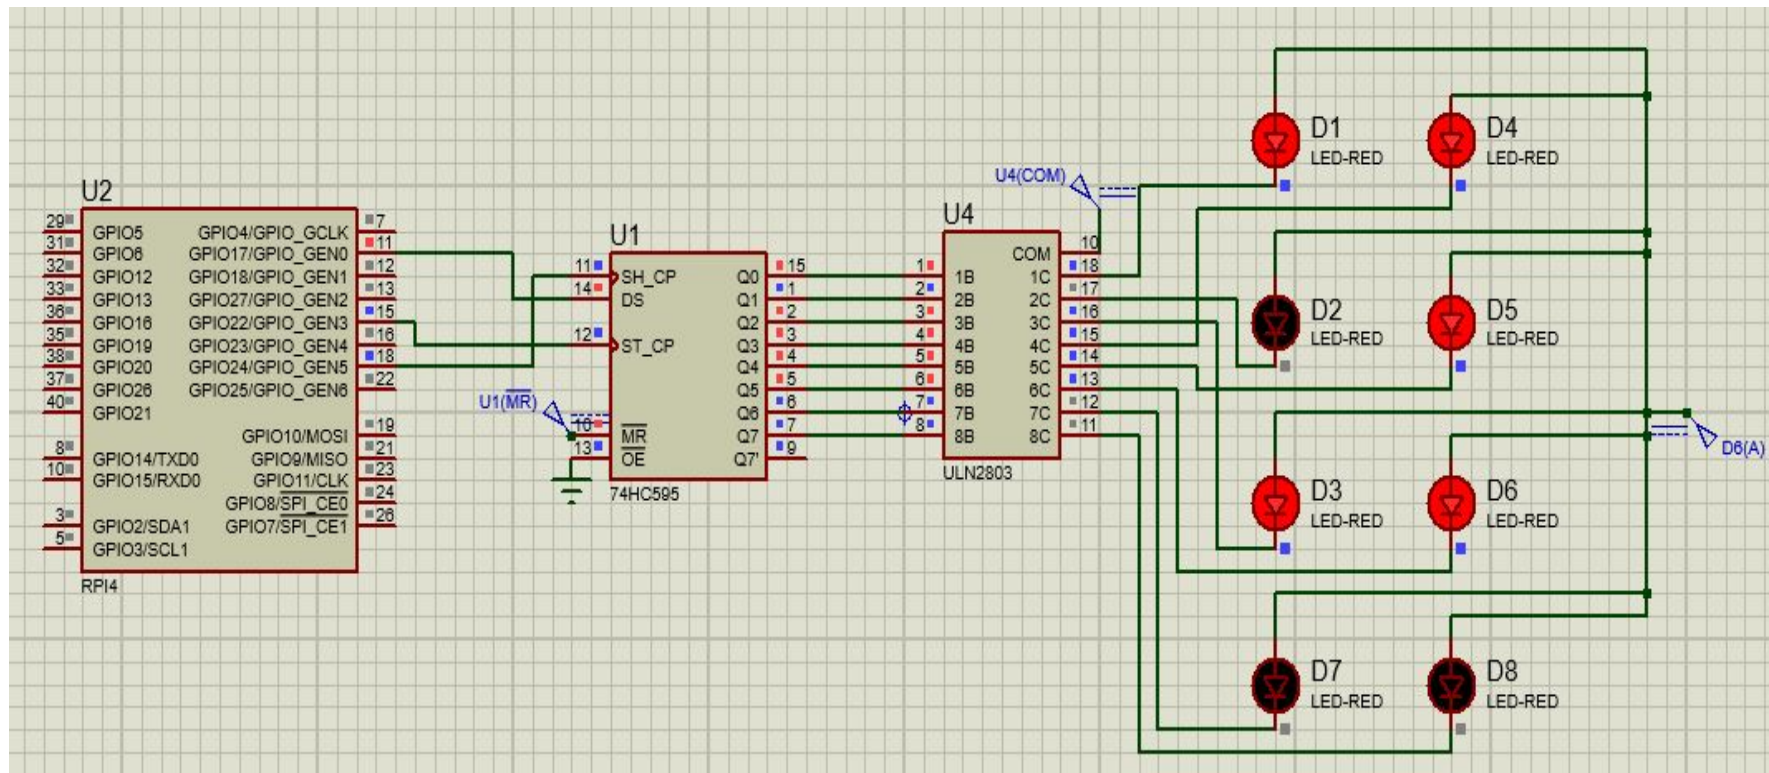 U2
29
31
32
33
36
35
38
37
40
8
10
3
5
GPIO5
GPIO6
GPIO12
GPIO13
GPIO16
GPIO19
GPIO20
GPIO26
GPIO21
GPIO14/TXD0
GPIO15/RXD0
GPIO2/SDA1
GPIO3/SCL1
GPIO4/GPIO_GCLK
GPIO17/GPIO_GEN0
GPIO18/GPIO_GEN1
GPIO27/GPIO_GEN2
GPIO22/GPIO_GEN3
GPIO23/GPIO_GEN4
GPIO24/GPIO_GEN5
GPIO25/GPIO_GEN6
GPIO10/MOSI
GPIO9/MISO
GPIO11/CLK
GPIO8/SPI_CE0
GPIO7/SPI_CE1
7
11
12
13
15
16
18
22
19
21
23
24
26
RPI4
U1
11
14
12
10
13
SH_CP
DS
ST_CP
MR
OE
Q0
Q1
Q2
Q3
Q4
Q5
Q6
Q7
Q7'
15
1
2
3
4
5
6
7
9
74HC595
U1(MR)
U4
1
2
3
4
5
6
7
8
1B
2B
3B
4B
5B
6B
7B
8B
COM
1C
2C
3C
4C
5C
6C
7C
8C
10
18
17
16
15
14
13
12
11
ULN2803
U4(COM)
D1
LED-RED
D4
LED-RED
D2
LED-RED
D5
LED-RED
D3
LED-RED
D6
LED-RED
D7
LED-RED
D8
LED-RED
D6(A)